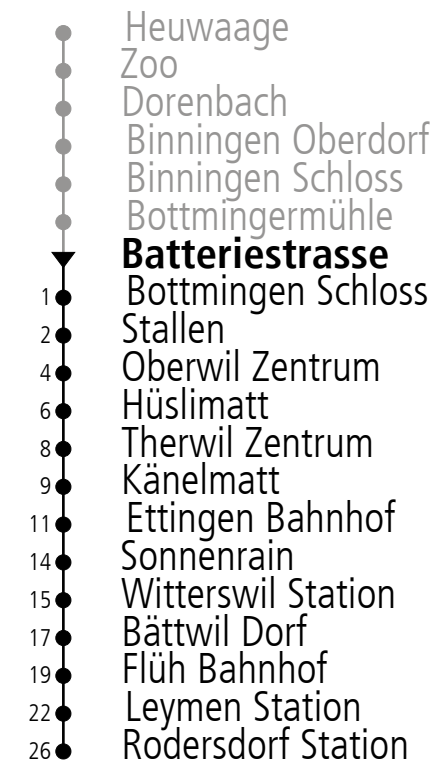 Heuwaage
Zoo
Dorenbach
Binningen Oberdorf
Binningen Schloss
Bottmingermühle
Batteriestrasse
1 Bottmingen Schloss
2 Stallen
4 Oberwil Zentrum
6 Hüslimatt
8 Therwil Zentrum
9 Känelmatt
11 Ettingen Bahnhof
14 Sonnenrain
15 Witterswil Station
17 Bättwil Dorf
19 Flüh Bahnhof
22 Leymen Station
26 Rodersdorf Station